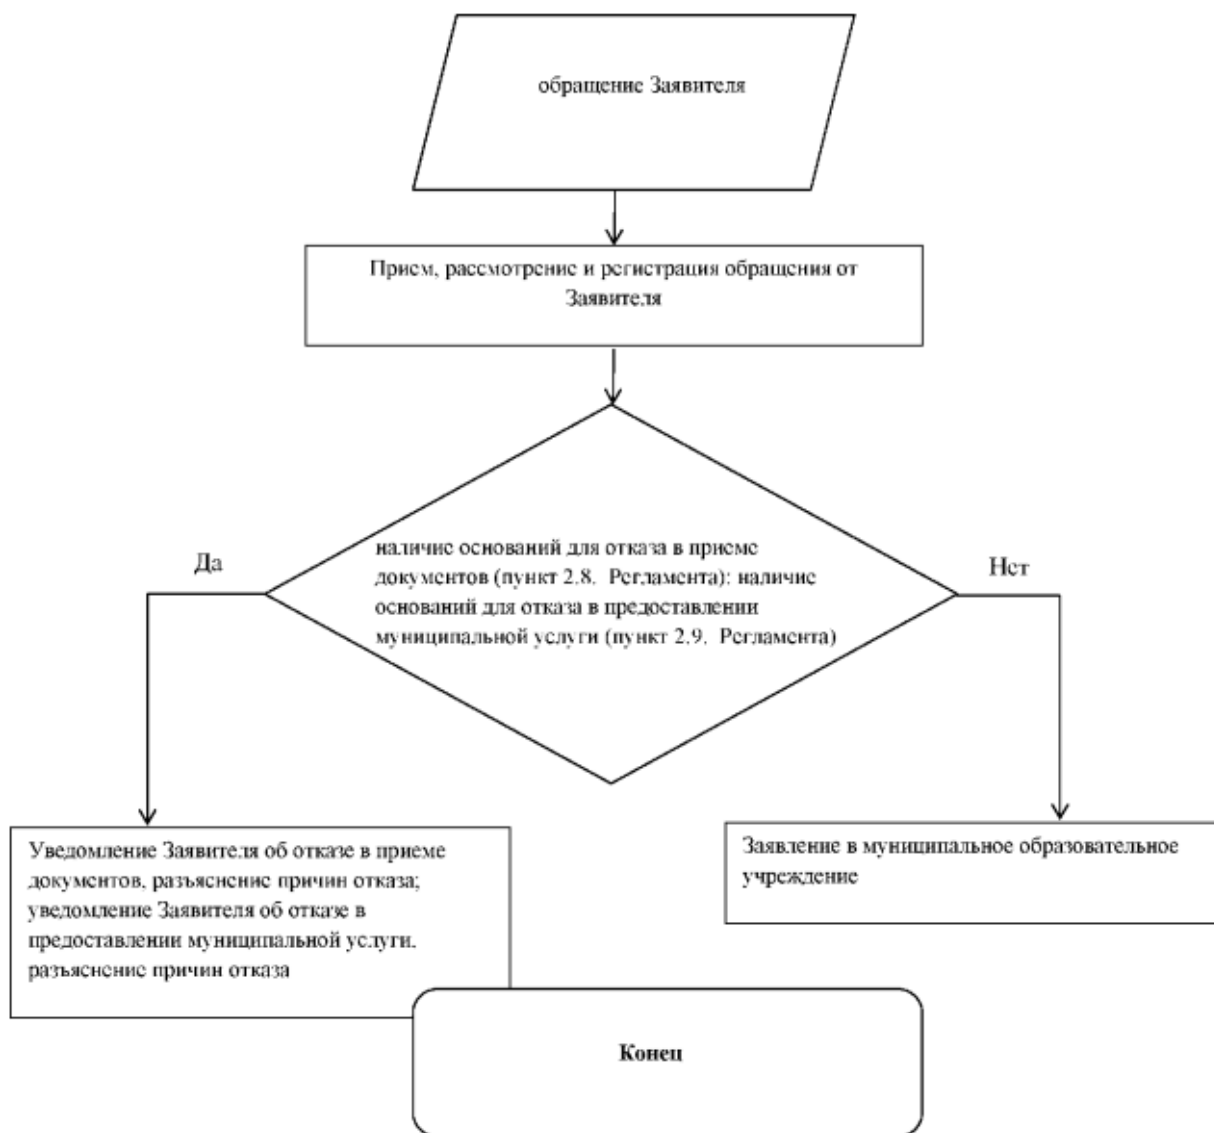 обращение Заявителя
Прием, рассмотрение и регистрация обращения от
Заявителя
наличие оснований для отказа в приеме
документов (пункт 2.8. Регламента); наличие
оснований для отказа в предоставлении
муниципальной услуги (пункт 2.9. Регламента)
Да
Нет
Уведомление Заявителя об отказе в приеме
документов, разъяснение причин отказа;
уведомление Заявителя об отказе в
предоставлении муниципальной услуги,
разъяснение причин отказа
Заявление в муниципальное образовательное
учреждение
Конец